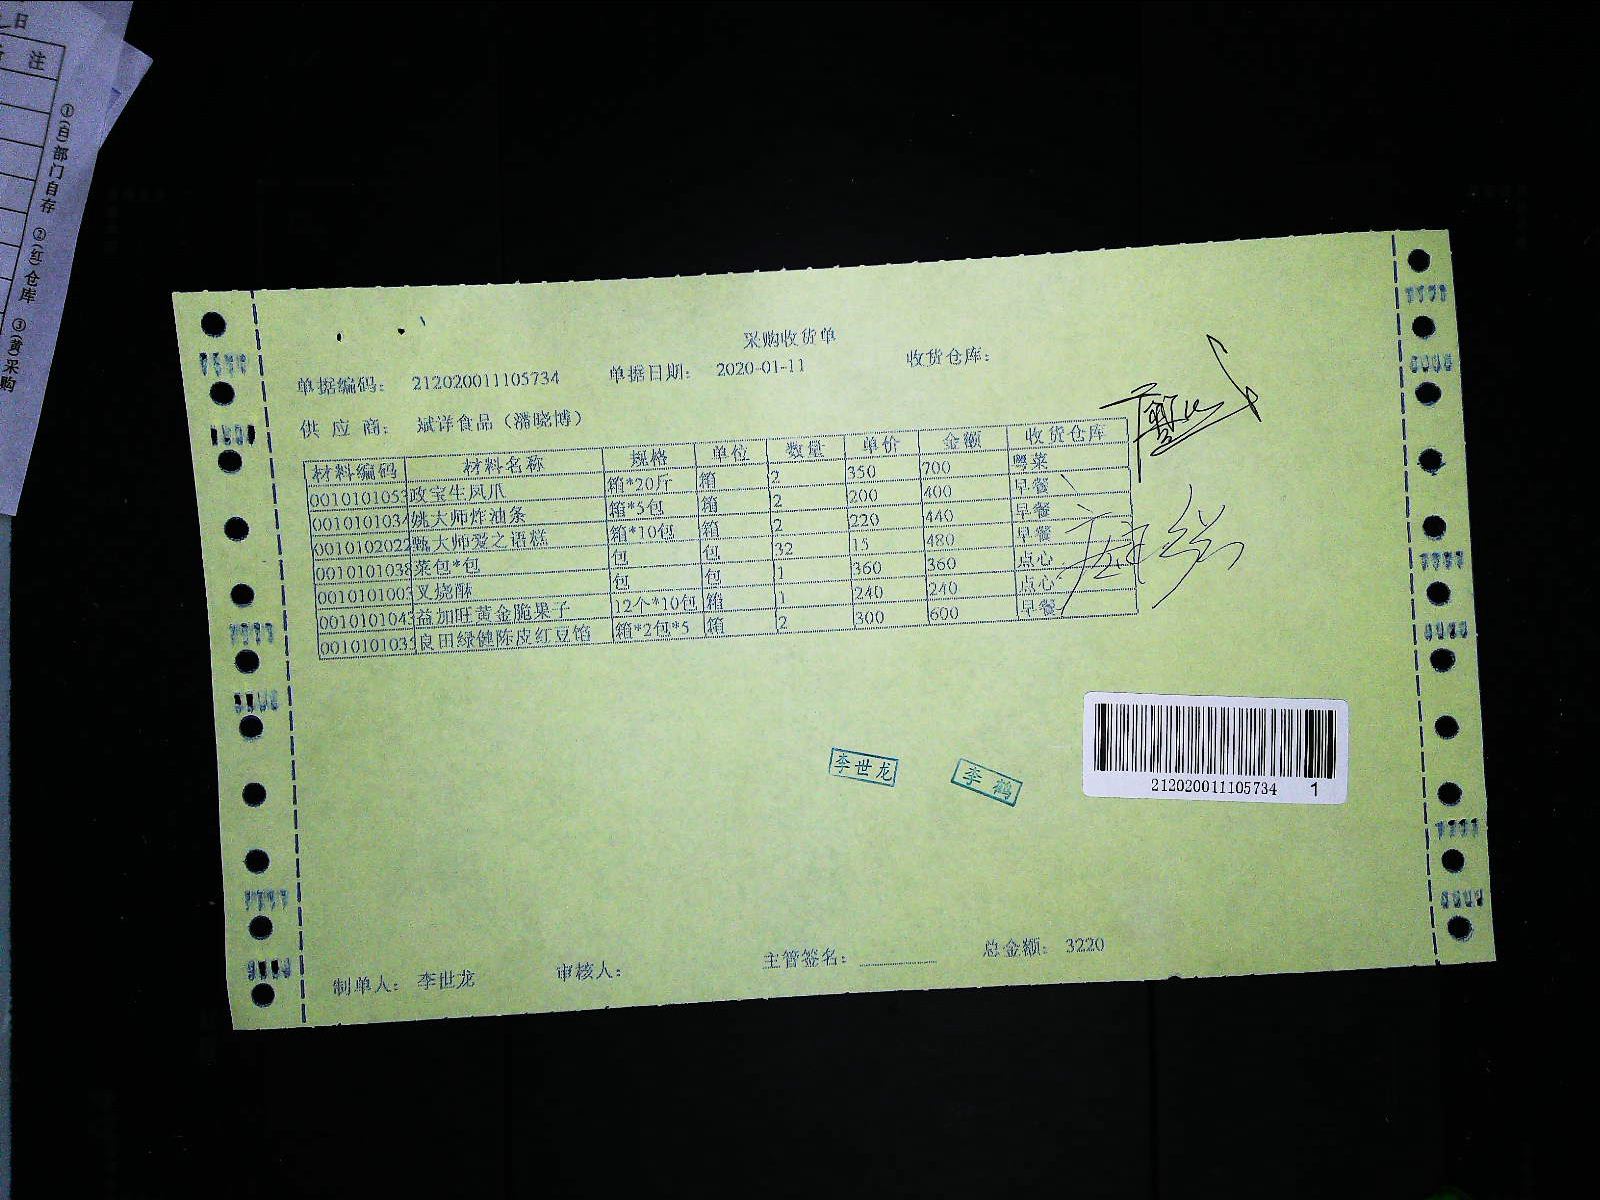 日
注
①(白)部门自存 ②(红)仓库 ③(黄)采购
采购收货单
单据编码: 212020011105734 单据日期: 2020-01-11 收货仓库:
供 应 商: 斌详食品(潘晓博)
材料编码 材料名称 规格 单位 数量 单价 金额 收货仓库
0010101053 政宝生凤爪 箱*20斤 箱 2 350 700 粤菜
0010101034 姚大师炸油条 箱*5包 箱 2 200 400 早餐
0010102022 甄大师爱之语糕 箱*10包 箱 2 220 440 早餐
0010101038 菜包*包 包 包 32 15 480 早餐
0010101003 叉烧酥 包 包 1 360 360 点心
0010101043 益加旺黄金脆果子 12个*10包 箱 1 240 240 点心
0010101033 良田绿健陈皮红豆馅 箱*2包*5 箱 2 300 600 早餐
李世龙 李鹤
212020011105734 1
制单人: 李世龙 审核人: 主管签名: 总金额: 3220